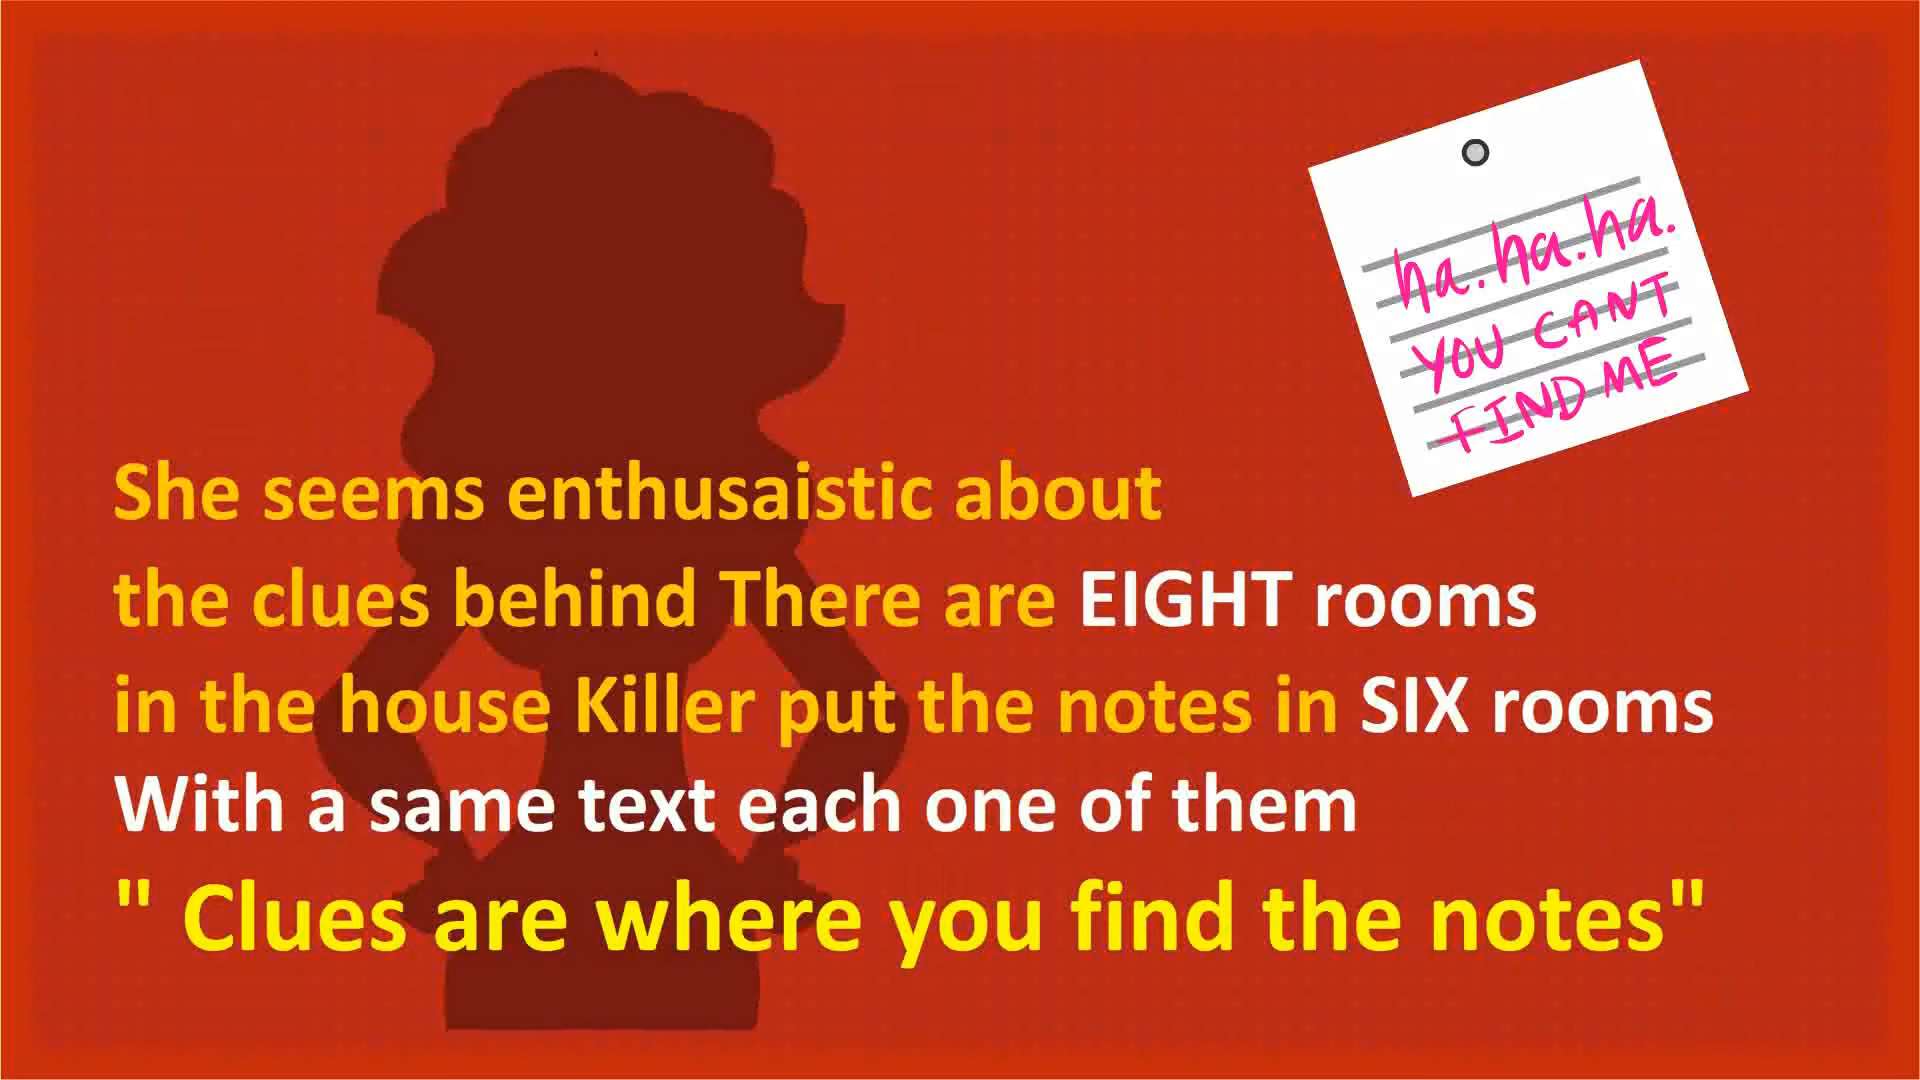 ha. ha. ha.
YOU CANT
FIND ME
She seems enthusaistic about
the clues behind There are EIGHT rooms
in the house Killer put the notes in SIX rooms
With a same text each one of them
" Clues are where you find the notes"